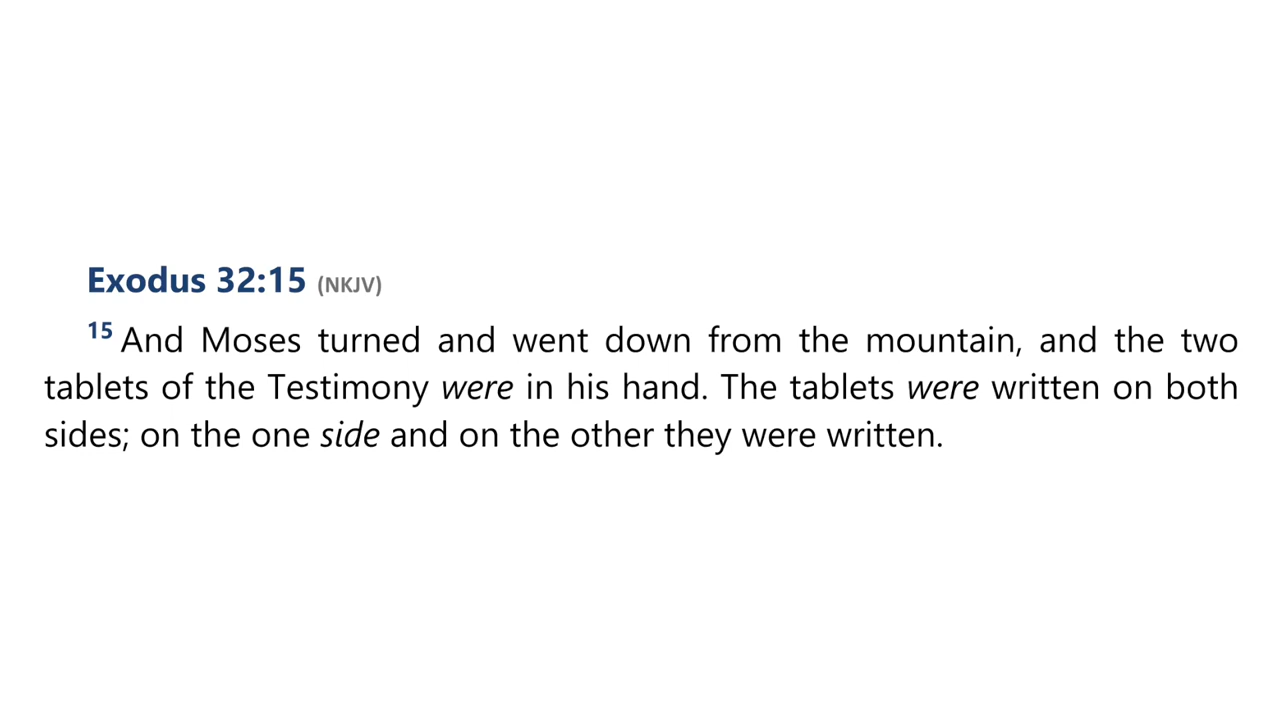 Exodus 32:15 (NKJV)
15 And Moses turned and went down from the mountain, and the two
tablets of the Testimony were in his hand. The tablets were written on both
sides; on the one side and on the other they were written.